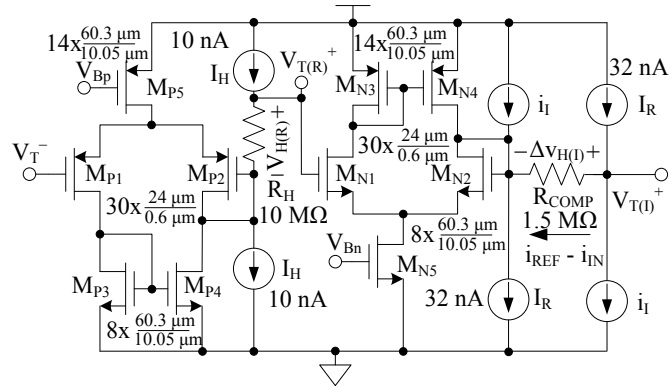 14x 60.3 µm / 10.05 µm
10 nA
V_T(R)^+
14x 60.3 µm / 10.05 µm
32 nA
V_Bp
M_P5
I_H
M_N3
M_N4
i_I
I_R
V_T^-
M_P1
M_P2
−V_H(R)+
R_H
10 MΩ
30x 24 µm / 0.6 µm
M_N1
M_N2
−Δv_H(I)+
R_COMP
1.5 MΩ
V_T(I)^+
30x 24 µm / 0.6 µm
i_REF - i_IN
M_P3
M_P4
I_H
10 nA
V_Bn
M_N5
8x 60.3 µm / 10.05 µm
32 nA
I_R
i_I
8x 60.3 µm / 10.05 µm